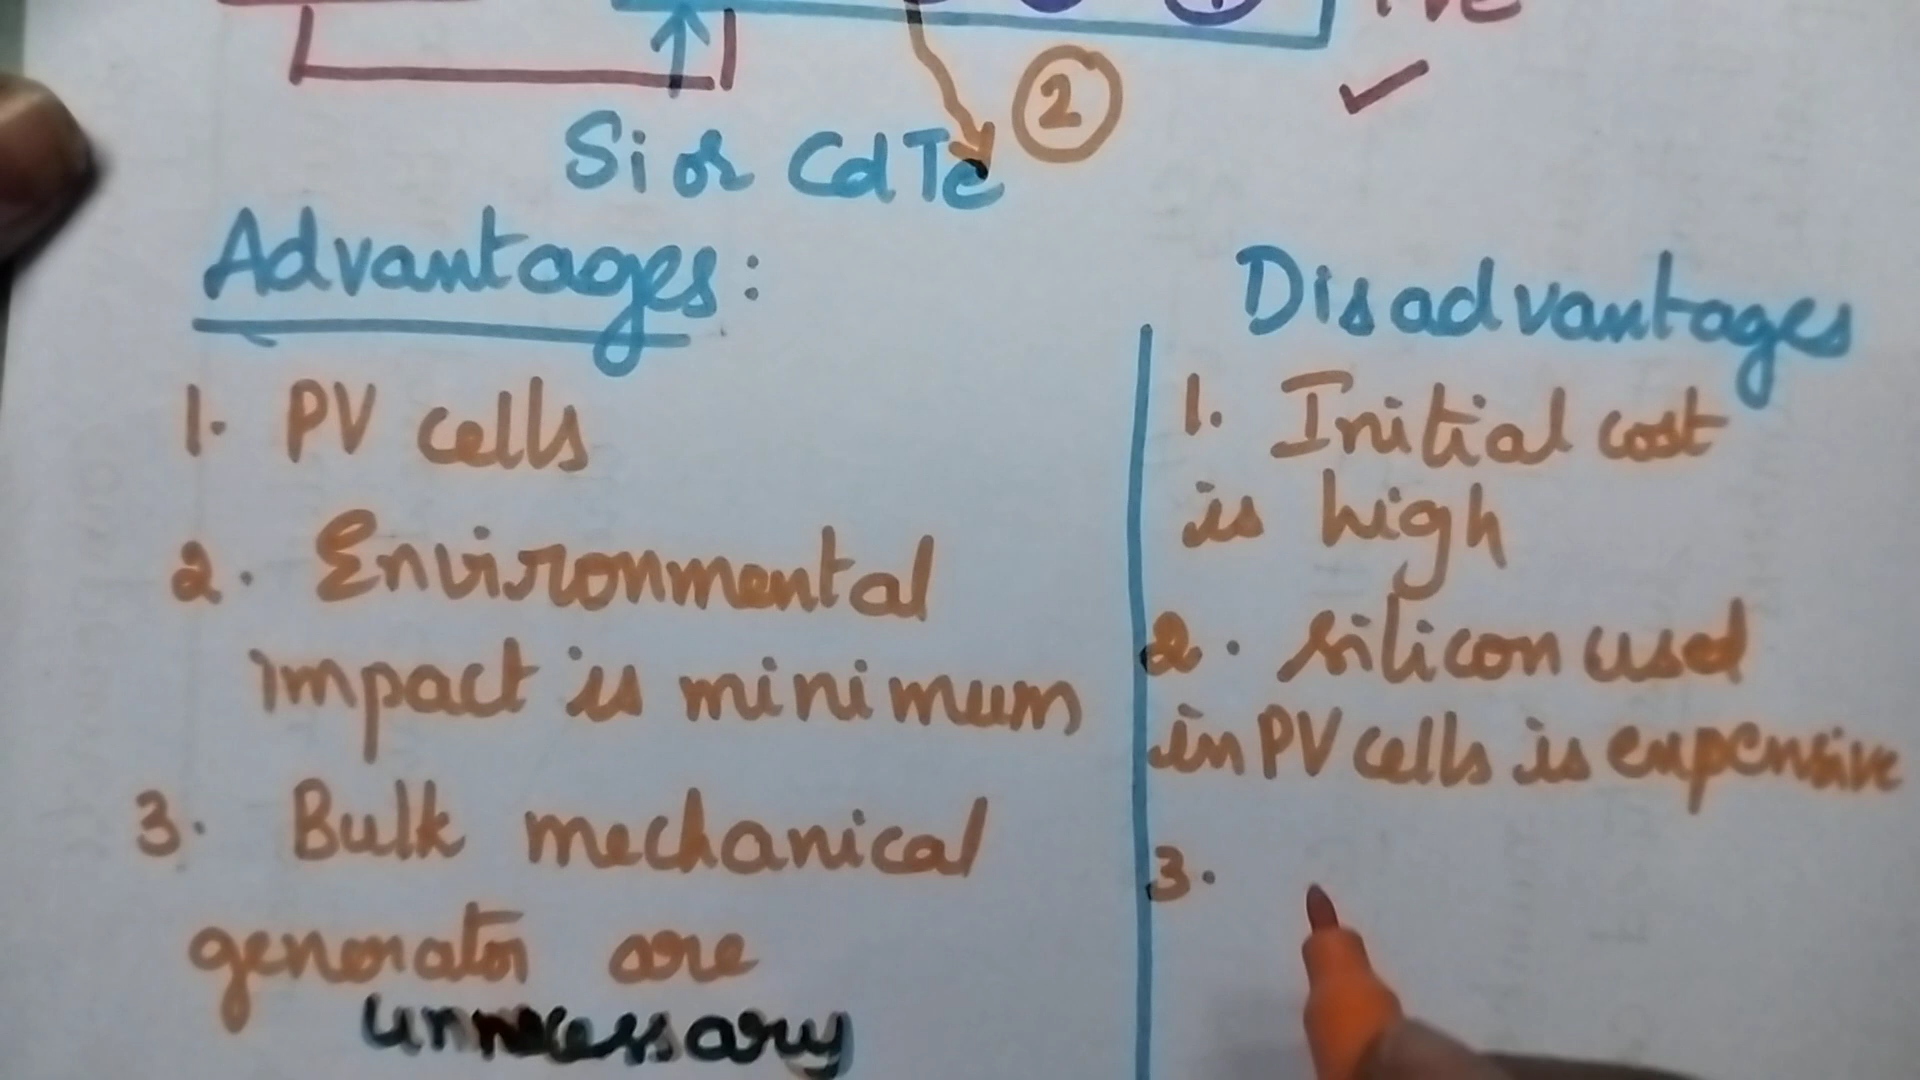 2
Si or CdTe
Advantages:
1. PV cells
2. Environmental
impact is minimum
3. Bulk mechanical
generator are
unnecessary
Disadvantages
1. Initial cost
is high
2. silicon used
in PV cells is expensive
3.